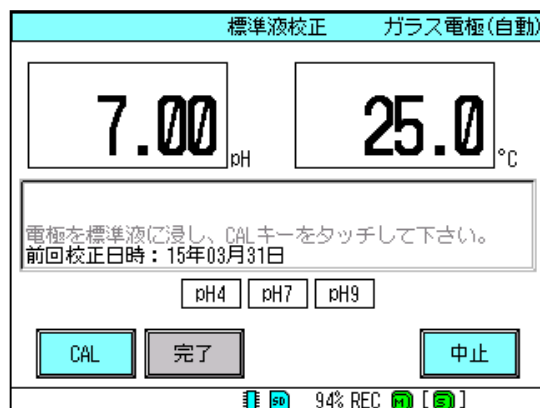 標準液校正 ガラス電極(自動)
7.00 pH 25.0 °C
電極を標準液に浸し、CALキーをタッチして下さい。
前回校正日時：15年03月31日
pH4 pH7 pH9
CAL 完了 中止
SD 94% REC M [S]